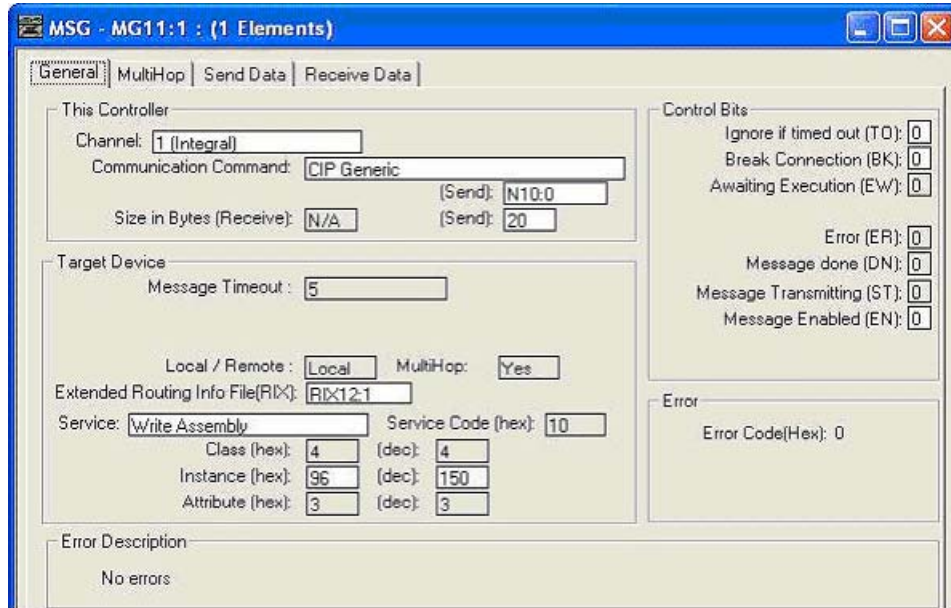 MSG - MG11:1 : (1 Elements)
General MultiHop Send Data Receive Data
This Controller
Channel: 1 (Integral)
Communication Command: CIP Generic
(Send): N10:0
Size in Bytes (Receive): N/A (Send): 20
Target Device
Message Timeout : 5
Local / Remote : Local MultiHop: Yes
Extended Routing Info File(RIX): RIX12:1
Service: Write Assembly Service Code (hex): 10
Class (hex): 4 (dec): 4
Instance (hex): 96 (dec): 150
Attribute (hex): 3 (dec): 3
Control Bits
Ignore if timed out (TO): 0
Break Connection (BK): 0
Awaiting Execution (EW): 0
Error (ER): 0
Message done (DN): 0
Message Transmitting (ST): 0
Message Enabled (EN): 0
Error
Error Code(Hex): 0
Error Description
No errors